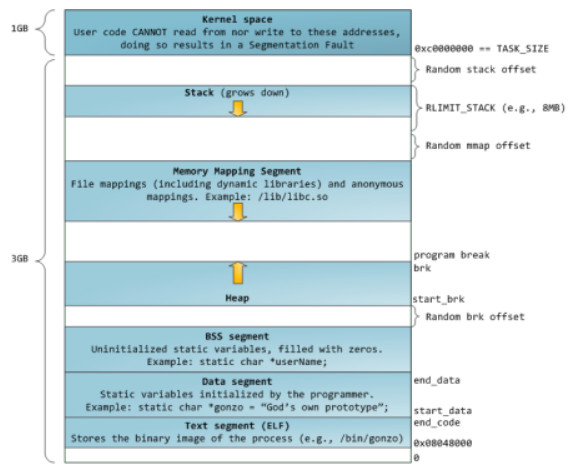 1GB
Kernel space
User code CANNOT read from nor write to these addresses,
doing so results in a Segmentation Fault
0xc0000000 == TASK_SIZE
Random stack offset
Stack (grows down)
RLIMIT_STACK (e.g., 8MB)
Random mmap offset
Memory Mapping Segment
File mappings (including dynamic libraries) and anonymous
mappings. Example: /lib/libc.so
3GB
program break
brk
Heap
start_brk
Random brk offset
BSS segment
Uninitialized static variables, filled with zeros.
Example: static char *userName;
Data segment
Static variables initialized by the programmer.
Example: static char *gonzo = “God’s own prototype”;
end_data
start_data
end_code
Text segment (ELF)
Stores the binary image of the process (e.g., /bin/gonzo)
0x08048000
0